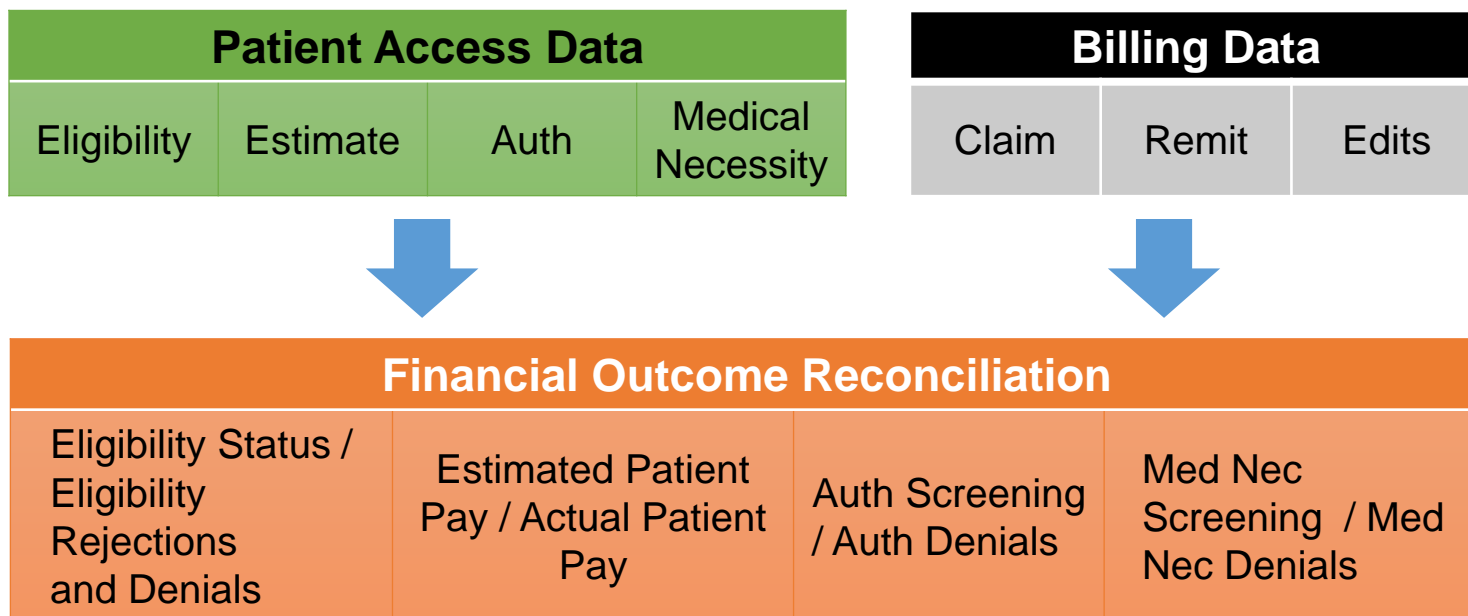 Patient Access Data
Eligibility
Estimate
Auth
Medical
Necessity
Billing Data
Claim
Remit
Edits
Financial Outcome Reconciliation
Eligibility Status /
Eligibility
Rejections
and Denials
Estimated Patient
Pay / Actual Patient
Pay
Auth Screening
/ Auth Denials
Med Nec
Screening / Med
Nec Denials